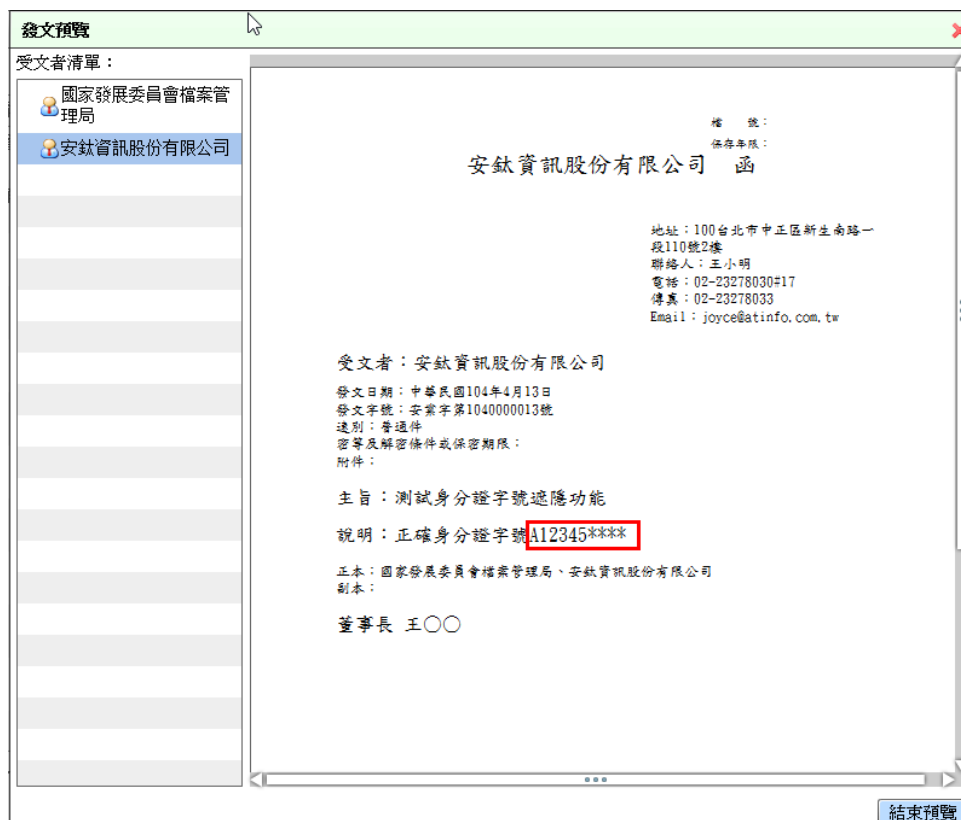 發文預覽
受文者清單：
國家發展委員會檔案管
理局
安鈦資訊股份有限公司
檔　號：
保存年限：
安鈦資訊股份有限公司　函
地址：100台北市中正區新生南路一
段110號2樓
聯絡人：王小明
電話：02-23278030#17
傳真：02-23278033
Email：joyce@atinfo.com.tw
受文者：安鈦資訊股份有限公司
發文日期：中華民國104年4月13日
發文字號：安業字第1040000013號
速別：普通件
密等及解密條件或保密期限：
附件：
主旨：測試身分證字號遮隱功能
說明：正確身分證字號A12345****
正本：國家發展委員會檔案管理局、安鈦資訊股份有限公司
副本：
董事長 王○○
結束預覽